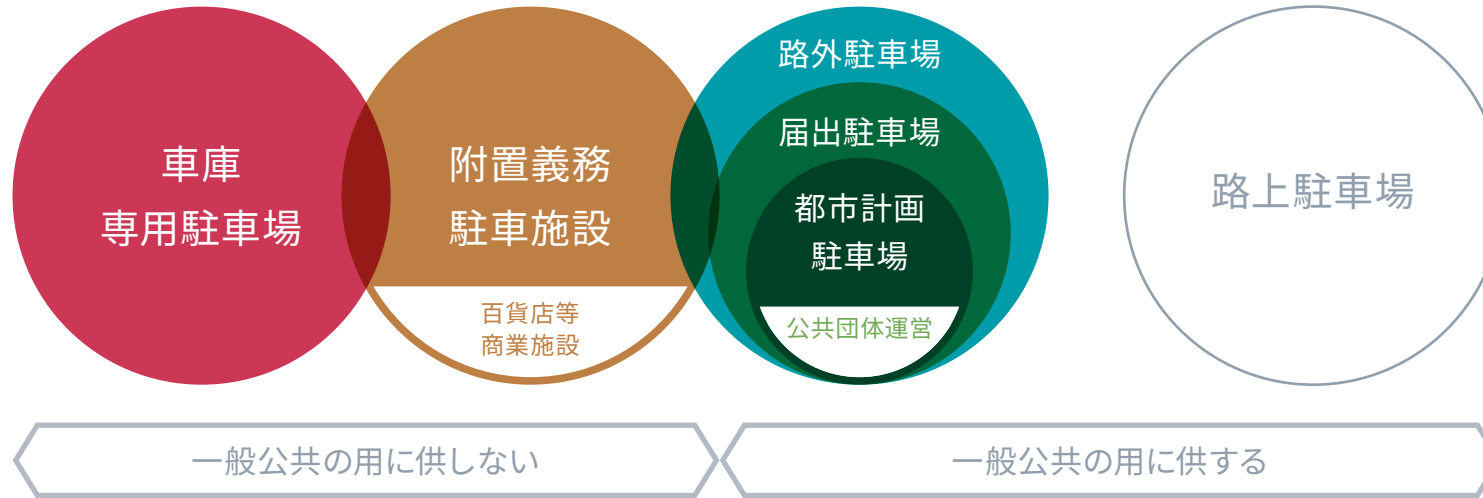 車庫
専用駐車場
附置義務
駐車施設
百貨店等
商業施設
路外駐車場
届出駐車場
都市計画
駐車場
公共団体運営
路上駐車場
一般公共の用に供しない
一般公共の用に供する